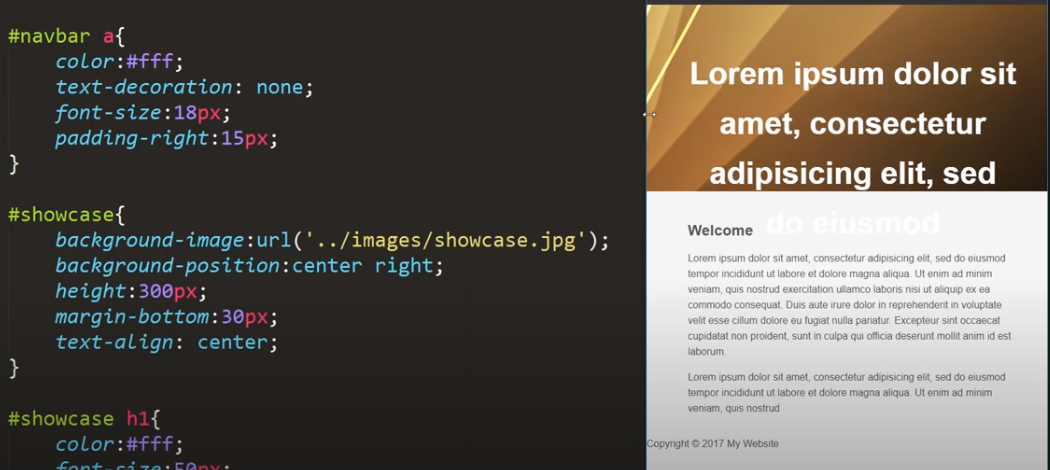 #navbar a{
color:#fff;
text-decoration: none;
font-size:18px;
padding-right:15px;
}
#showcase{
background-image:url('../images/showcase.jpg');
background-position:center right;
height:300px;
margin-bottom:30px;
text-align: center;
}
#showcase h1{
color:#fff;
font-size:50px;
Lorem ipsum dolor sit
amet, consectetur
adipisicing elit, sed
do eiusmod
Welcome
Lorem ipsum dolor sit amet, consectetur adipisicing elit, sed do eiusmod
tempor incididunt ut labore et dolore magna aliqua. Ut enim ad minim
veniam, quis nostrud exercitation ullamco laboris nisi ut aliquip ex ea
commodo consequat. Duis aute irure dolor in reprehenderit in voluptate
velit esse cillum dolore eu fugiat nulla pariatur. Excepteur sint occaecat
cupidatat non proident, sunt in culpa qui officia deserunt mollit anim id est
laborum.
Lorem ipsum dolor sit amet, consectetur adipisicing elit, sed do eiusmod
tempor incididunt ut labore et dolore magna aliqua. Ut enim ad minim
veniam, quis nostrud
Copyright © 2017 My Website